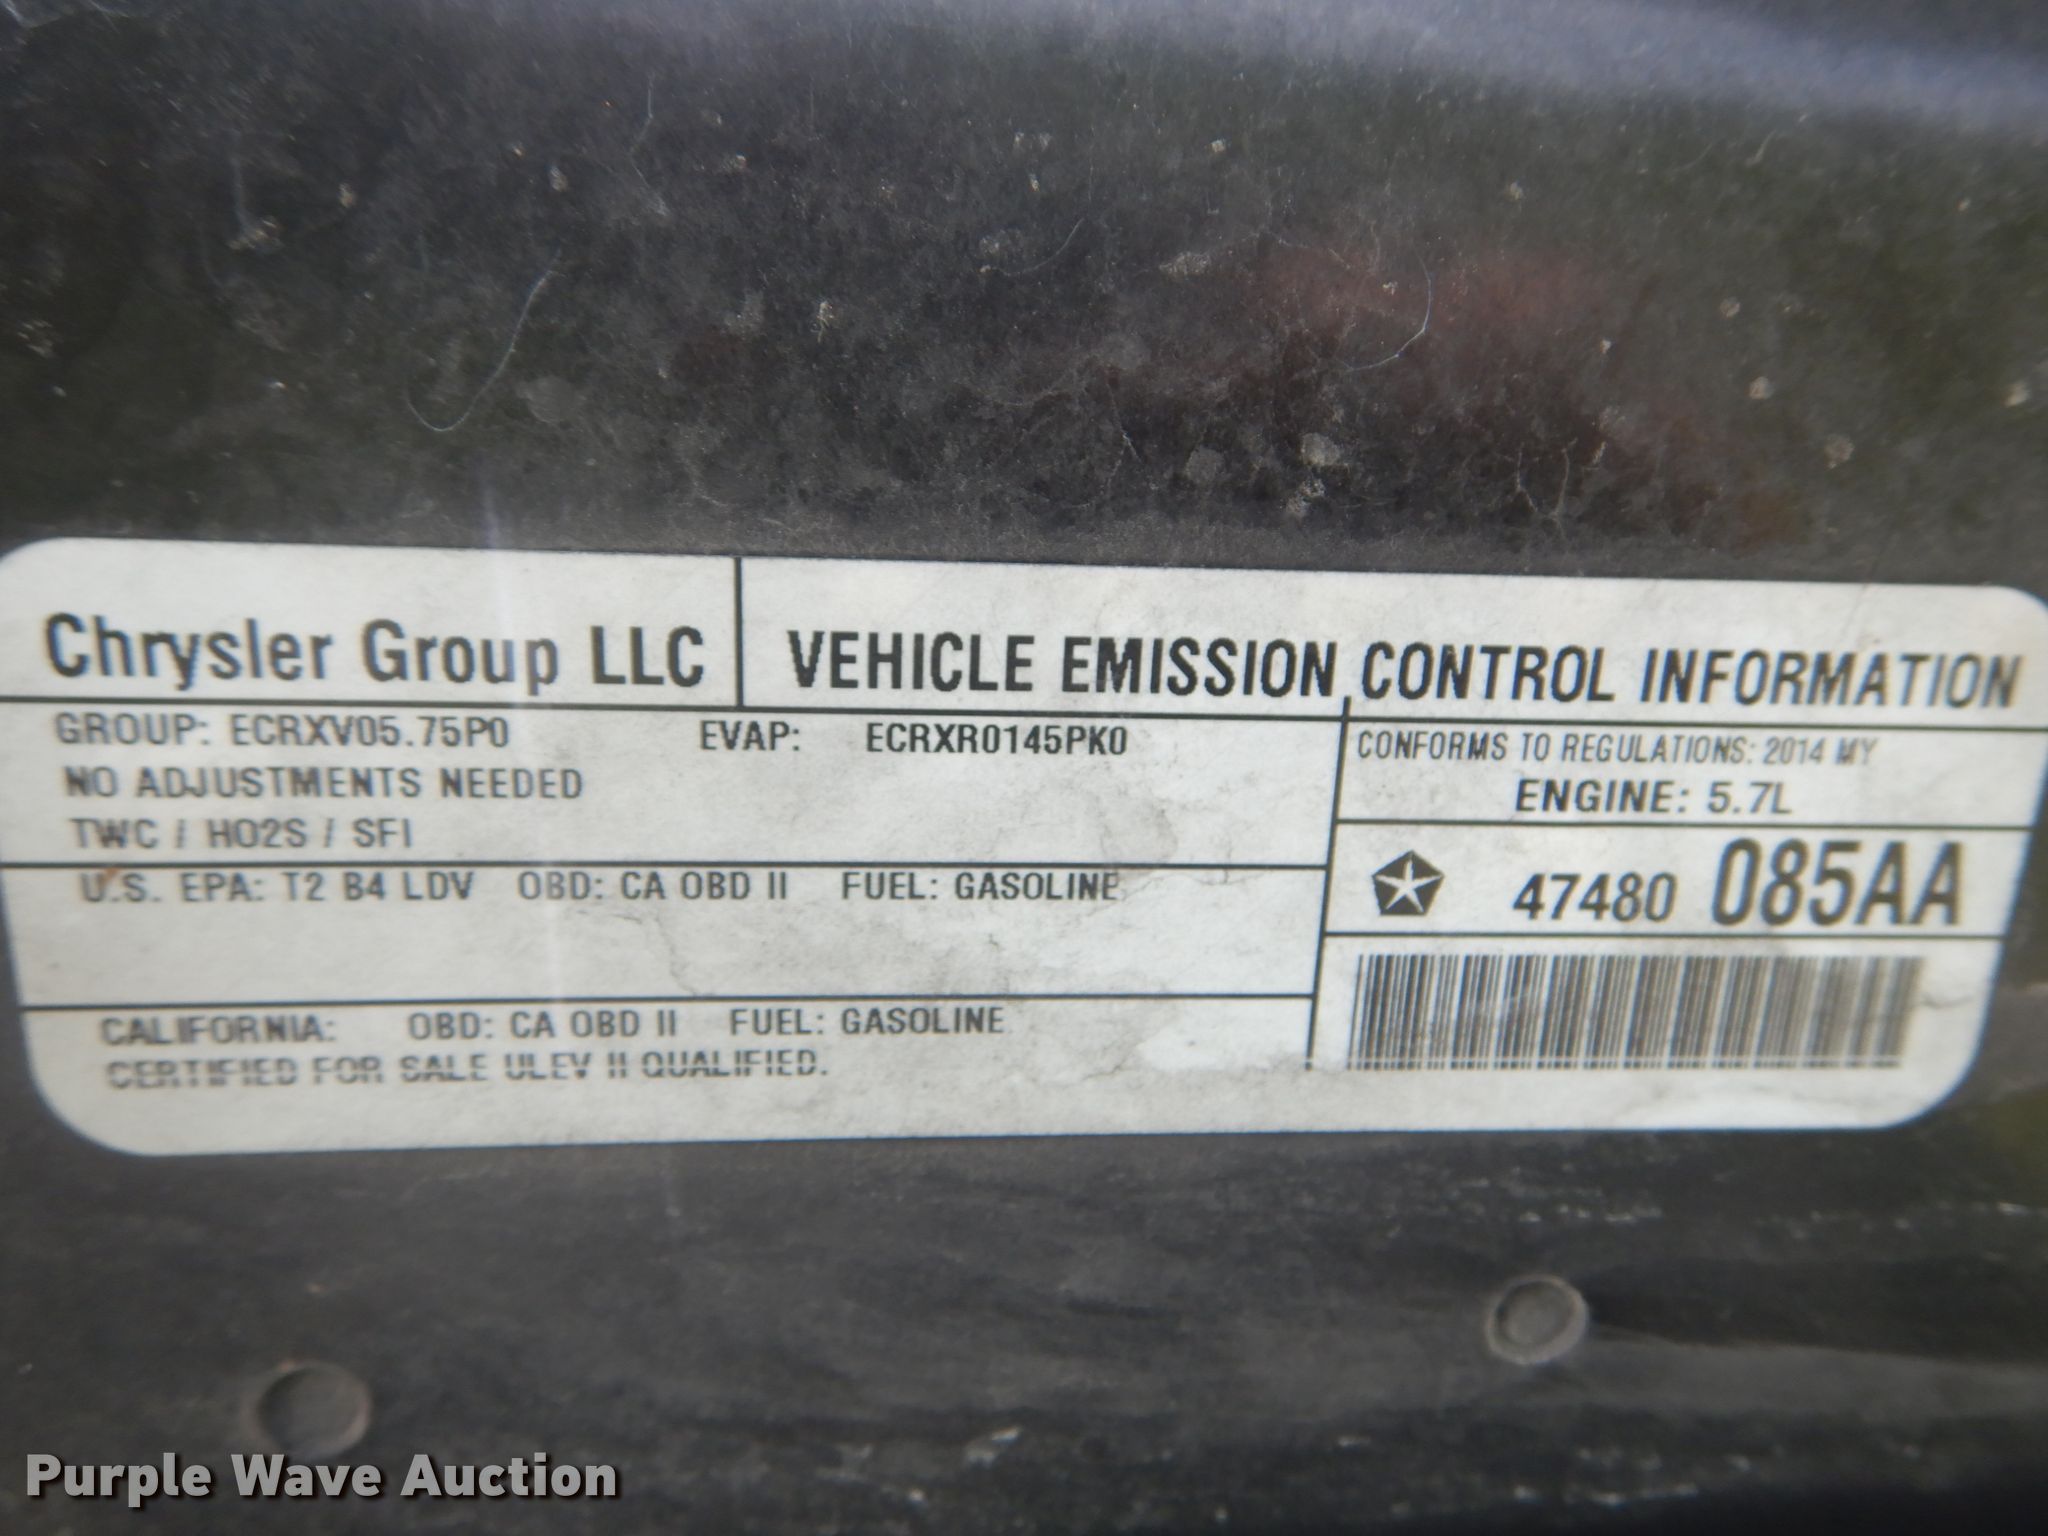 Chrysler Group LLC VEHICLE EMISSION CONTROL INFORMATION
GROUP: ECRXV05.75P0 EVAP: ECRXR0145PK0
NO ADJUSTMENTS NEEDED
TWC / HO2S / SFI
CONFORMS TO REGULATIONS: 2014 MY
ENGINE: 5.7L
47480 085AA
U.S. EPA: T2 B4 LDV OBD: CA OBD II FUEL: GASOLINE
CALIFORNIA: OBD: CA OBD II FUEL: GASOLINE
CERTIFIED FOR SALE ULEV II QUALIFIED.
Purple Wave Auction